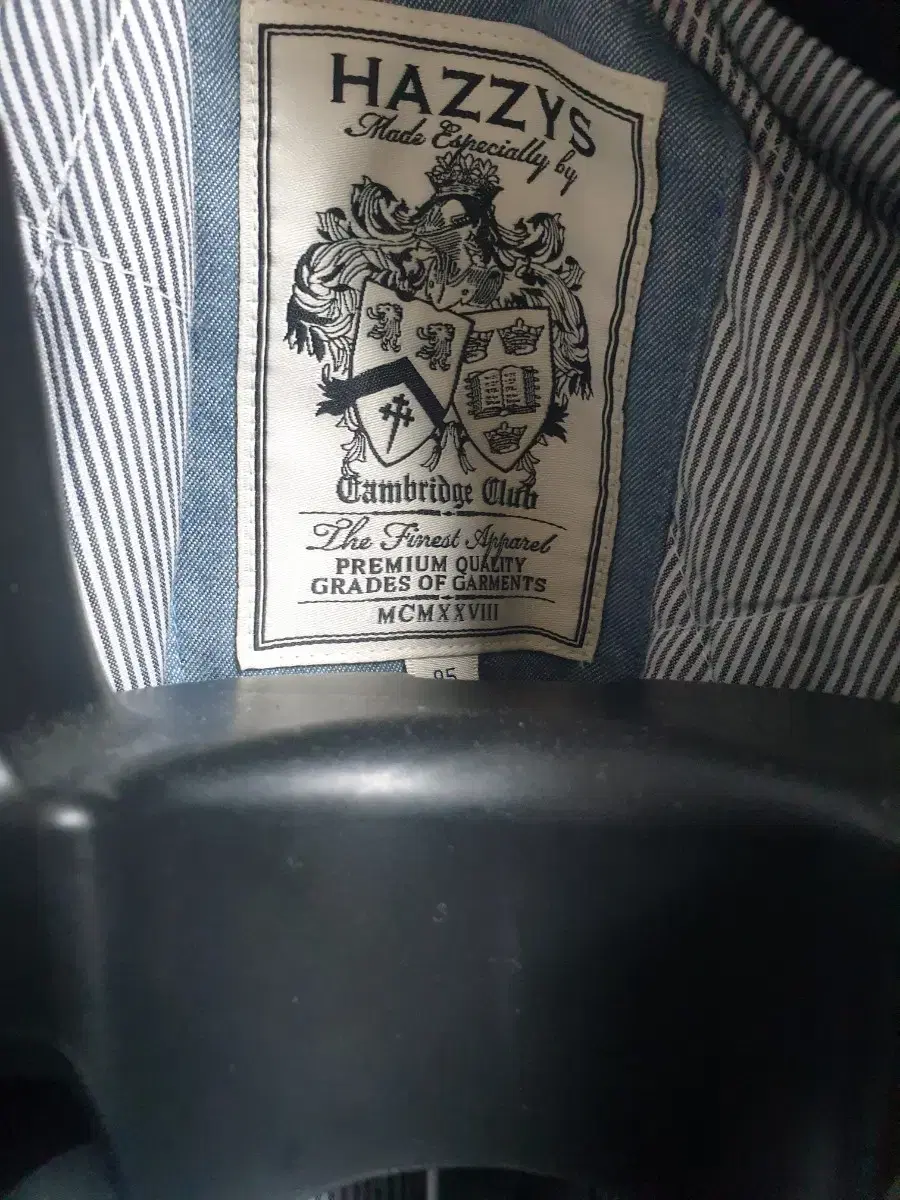 HAZZYS
Made Especially by
Cambridge Club
The Finest Apparel
PREMIUM QUALITY
GRADES OF GARMENTS
MCMXXVIII